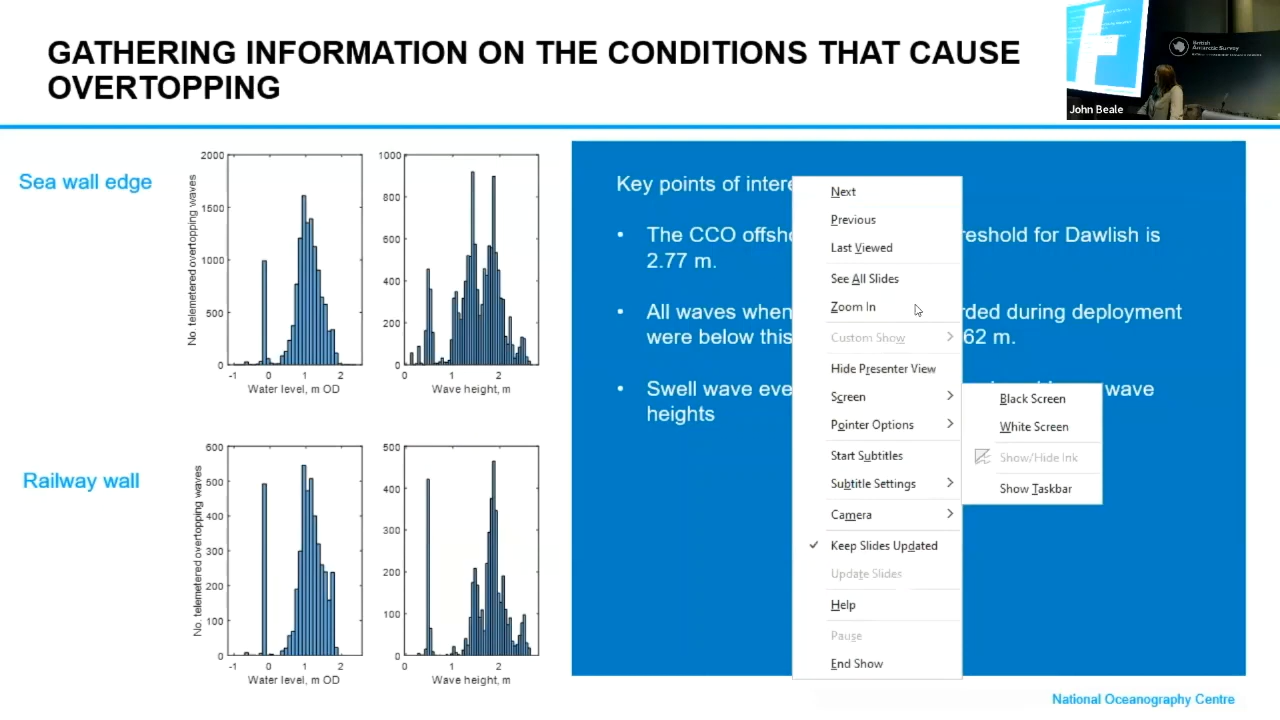 GATHERING INFORMATION ON THE CONDITIONS THAT CAUSE
OVERTOPPING
British
Antarctic Survey
John Beale
Sea wall edge
No. telemetered overtopping waves
2000
1500
1000
500
0
-1 0 1 2
Water level, m OD
1000
800
600
400
200
0
0 1 2
Wave height, m
Railway wall
No. telemetered overtopping waves
600
500
400
300
200
100
0
-1 0 1 2
Water level, m OD
500
400
300
200
100
0
0 1 2
Wave height, m
Key points of intere
• The CCO offsho reshold for Dawlish is
2.77 m.
• All waves when rded during deployment
were below this 62 m.
• Swell wave eve wave
heights
Next
Previous
Last Viewed
See All Slides
Zoom In
Custom Show
Hide Presenter View
Screen
Pointer Options
Start Subtitles
Subtitle Settings
Camera
Keep Slides Updated
Update Slides
Help
Pause
End Show
Black Screen
White Screen
Show/Hide Ink
Show Taskbar
National Oceanography Centre